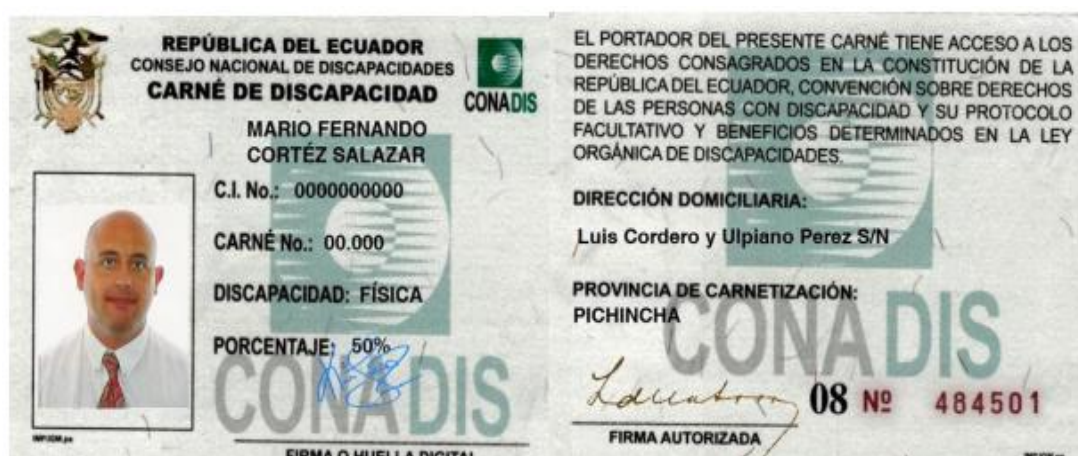 REPÚBLICA DEL ECUADOR
CONSEJO NACIONAL DE DISCAPACIDADES
CARNÉ DE DISCAPACIDAD
CONADIS
MARIO FERNANDO
CORTÉZ SALAZAR
C.I. No.: 0000000000
CARNÉ No.: 00.000
DISCAPACIDAD: FÍSICA
PORCENTAJE: 50%
CONADIS
FIRMA O HUELLA DIGITAL
EL PORTADOR DEL PRESENTE CARNÉ TIENE ACCESO A LOS
DERECHOS CONSAGRADOS EN LA CONSTITUCIÓN DE LA
REPÚBLICA DEL ECUADOR, CONVENCIÓN SOBRE DERECHOS
DE LAS PERSONAS CON DISCAPACIDAD Y SU PROTOCOLO
FACULTATIVO Y BENEFICIOS DETERMINADOS EN LA LEY
ORGÁNICA DE DISCAPACIDADES.
DIRECCIÓN DOMICILIARIA:
Luis Cordero y Ulpiano Perez S/N
PROVINCIA DE CARNETIZACIÓN:
PICHINCHA
CONADIS
08 Nº 484501
FIRMA AUTORIZADA